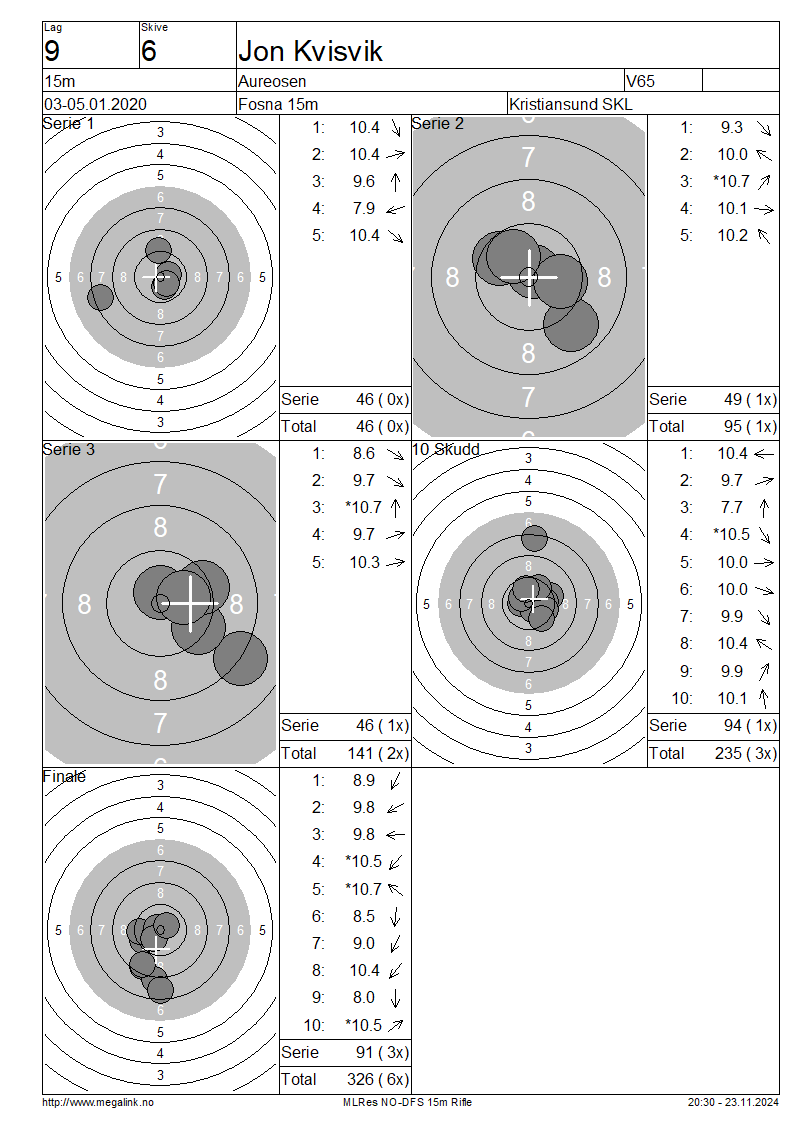 Lag
Skive
9
6
Jon Kvisvik
15m
Aureosen
V65
03-05.01.2020
Fosna 15m
Kristiansund SKL
Serie 1
3
4
5
6
7
5 6 7 8 8 7 6 5
8
7
6
5
4
3
1: 10.4
2: 10.4
3: 9.6
4: 7.9
5: 10.4
Serie 46 ( 0x)
Total 46 ( 0x)
Serie 2
7
8
8 8
8
7
1: 9.3
2: 10.0
3: *10.7
4: 10.1
5: 10.2
Serie 49 ( 1x)
Total 95 ( 1x)
Serie 3
7
8
8 8
8
7
1: 8.6
2: 9.7
3: *10.7
4: 9.7
5: 10.3
Serie 46 ( 1x)
Total 141 ( 2x)
10 Skudd
3
4
5
6
8
5 6 7 8 8 7 6 5
8
7
6
5
4
3
1: 10.4
2: 9.7
3: 7.7
4: *10.5
5: 10.0
6: 10.0
7: 9.9
8: 10.4
9: 9.9
10: 10.1
Serie 94 ( 1x)
Total 235 ( 3x)
Finale
3
4
5
6
7
8
5 6 7 8 8 7 6 5
8
6
5
4
3
1: 8.9
2: 9.8
3: 9.8
4: *10.5
5: *10.7
6: 8.5
7: 9.0
8: 10.4
9: 8.0
10: *10.5
Serie 91 ( 3x)
Total 326 ( 6x)
http://www.megalink.no
MLRes NO-DFS 15m Rifle
20:30 - 23.11.2024